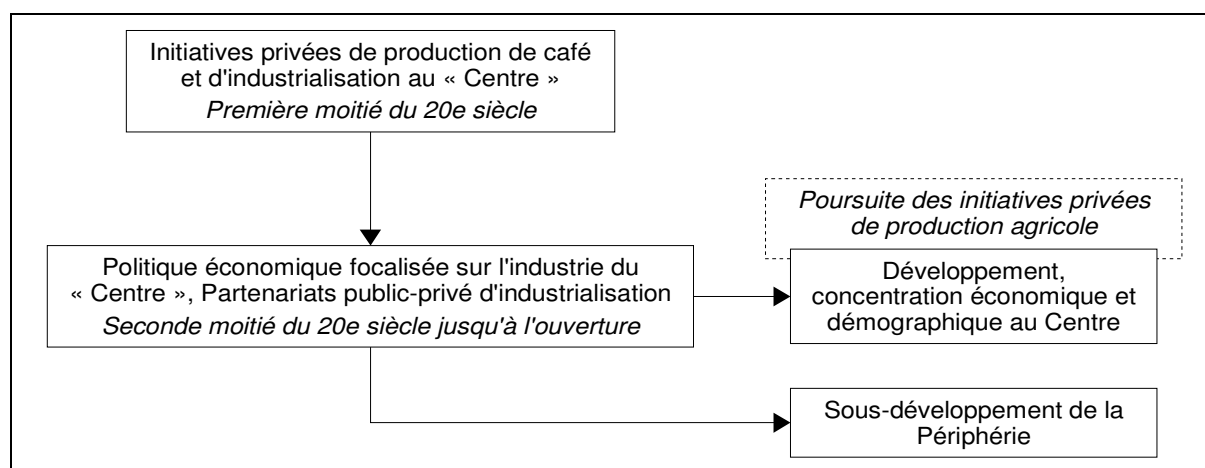 Initiatives privées de production de café
et d'industrialisation au « Centre »
Première moitié du 20e siècle
Poursuite des initiatives privées
de production agricole
Politique économique focalisée sur l'industrie du
« Centre », Partenariats public-privé d'industrialisation
Seconde moitié du 20e siècle jusqu'à l'ouverture
Développement,
concentration économique et
démographique au Centre
Sous-développement de la
Périphérie